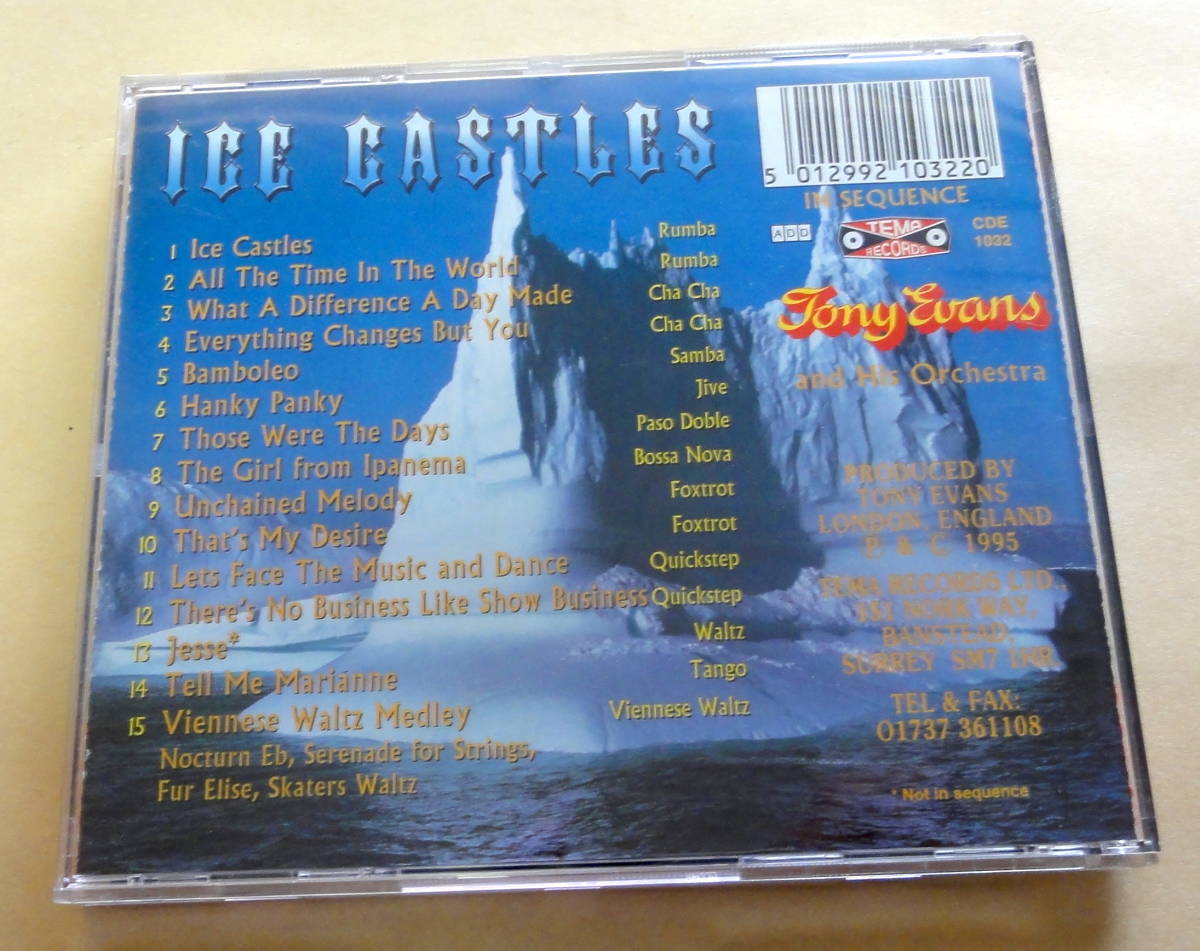 ICE CASTLES
1 Ice Castles Rumba
2 All The Time In The World Rumba
3 What A Difference A Day Made Cha Cha
4 Everything Changes But You Cha Cha
5 Bamboleo Samba
6 Hanky Panky Jive
7 Those Were The Days Paso Doble
8 The Girl from Ipanema Bossa Nova
9 Unchained Melody Foxtrot
10 That's My Desire Foxtrot
11 Lets Face The Music and Dance Quickstep
12 There's No Business Like Show Business Quickstep
13 Jesse* Waltz
14 Tell Me Marianne Tango
15 Viennese Waltz Medley Viennese Waltz
Nocturn Eb, Serenade for Strings,
Fur Elise, Skaters Waltz
5 012992 103220
IN SEQUENCE
ADD
TEMA
RECORDS
CDE
1032
Tony Evans
and His Orchestra
PRODUCED BY
TONY EVANS
LONDON, ENGLAND
℗ & © 1995
TEMA RECORDS LTD.,
151 NORK WAY,
BANSTEAD,
SURREY SM7 1HR
TEL & FAX:
01737 361108
* Not in sequence